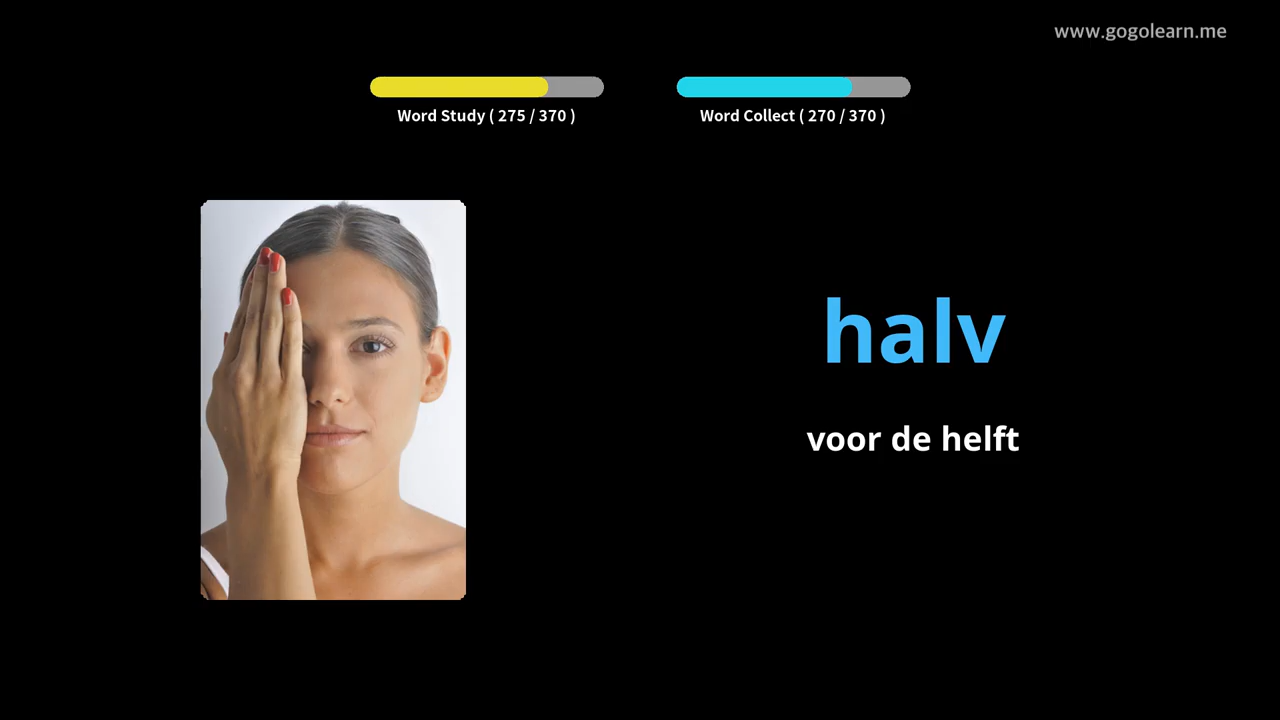 www.gogolearn.me
Word Study ( 275 / 370 )
Word Collect ( 270 / 370 )
halv
voor de helft